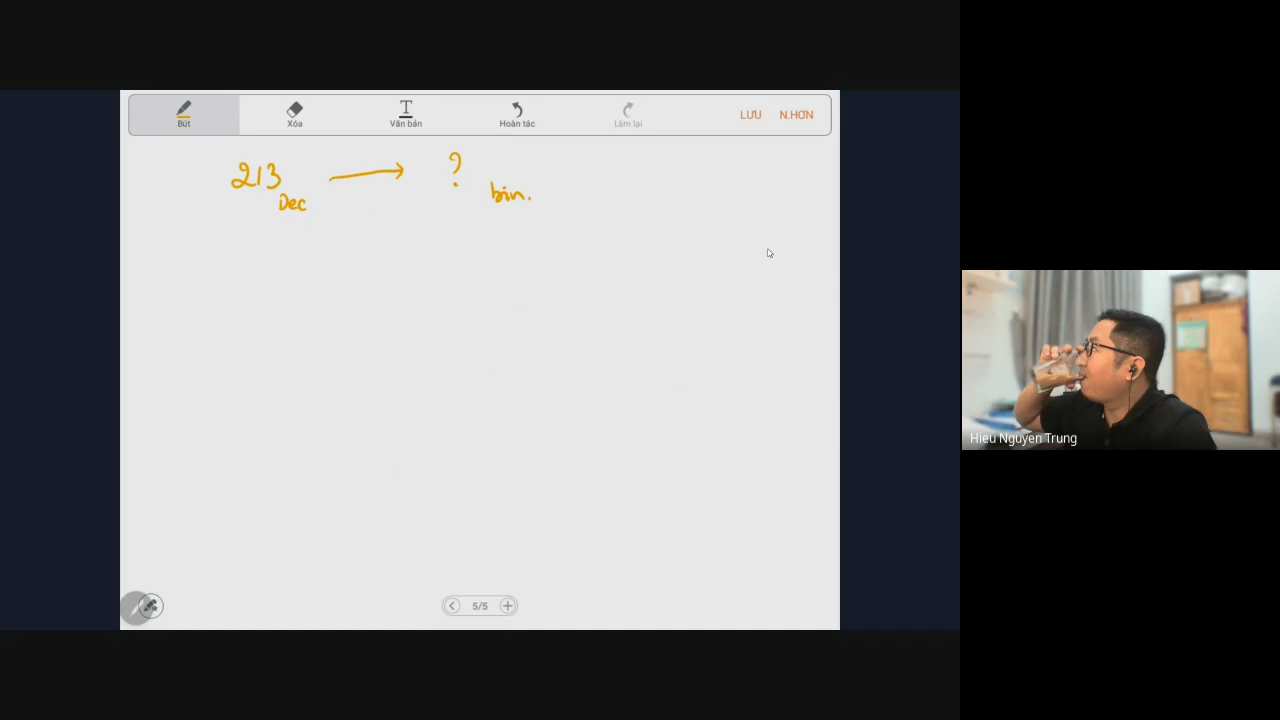 Bút Xóa Văn bản Hoàn tác Làm lại LƯU N.HƠN
213 Dec → ? bin.
Hieu Nguyen Trung
5/5